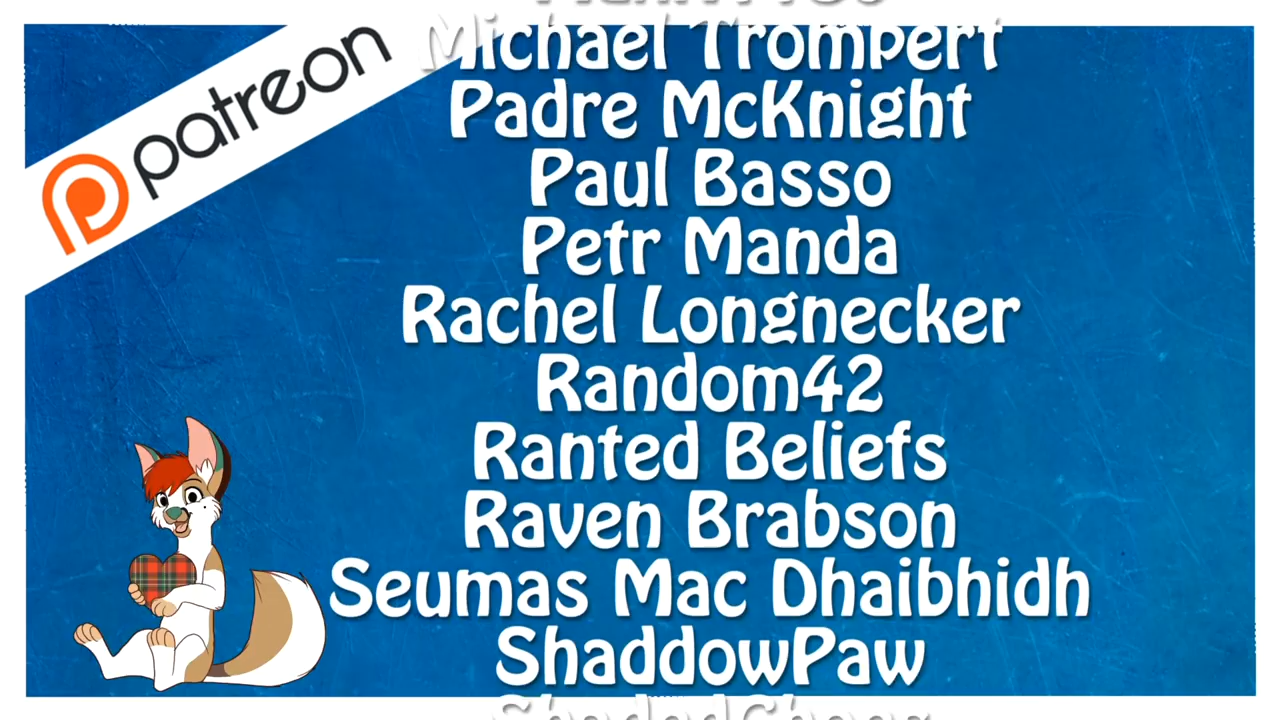 patreon
Michael Trompert
Padre McKnight
Paul Basso
Petr Manda
Rachel Longnecker
Random42
Ranted Beliefs
Raven Brabson
Seumas Mac Dhaibhidh
ShaddowPaw